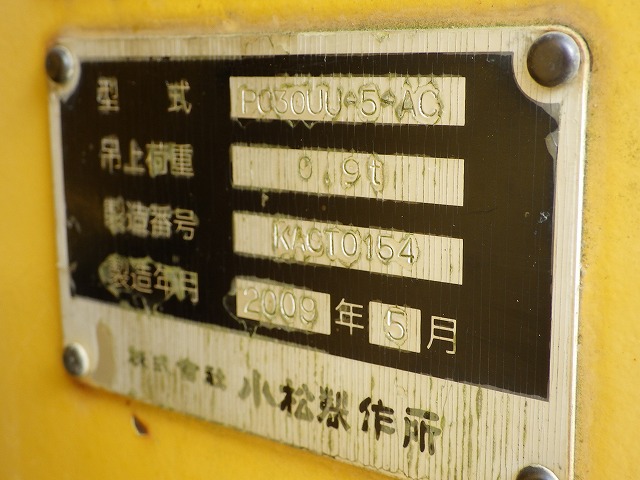 型式 PC30UU-5-AC
吊上荷重 0.9t
製造番号 KACT0154
製造年月 2009年5月
株式会社 小松製作所